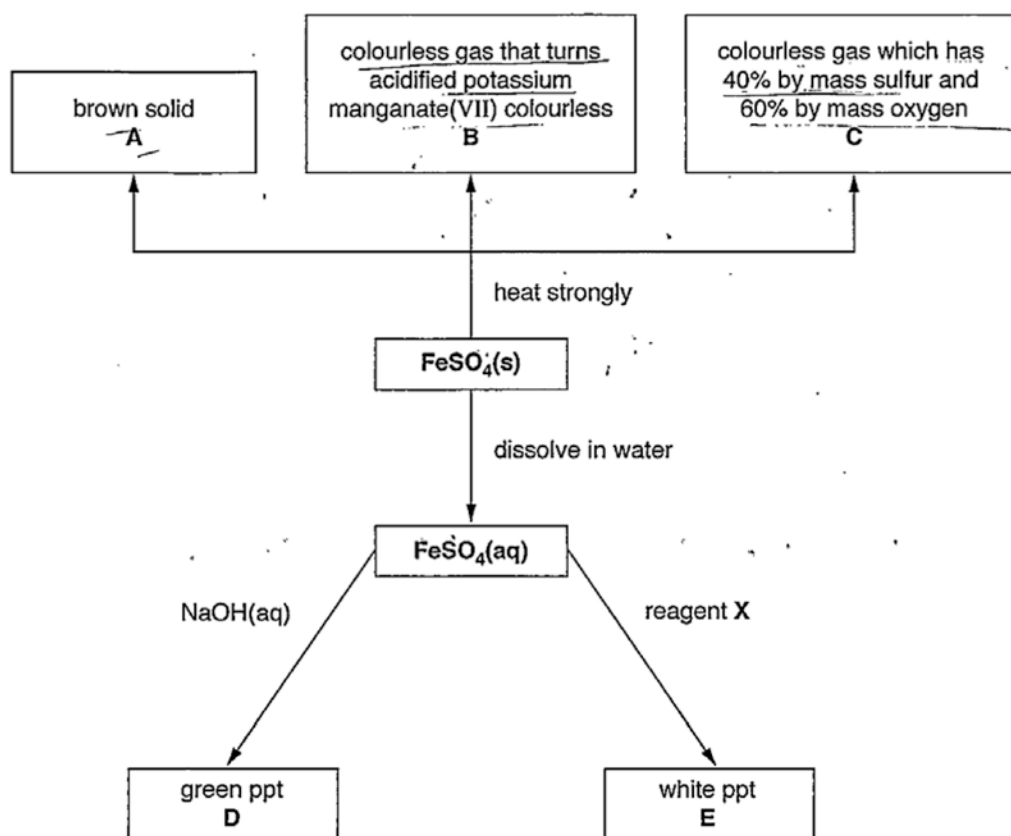 brown solid
A
colourless gas that turns
acidified potassium
manganate(VII) colourless
B
colourless gas which has
40% by mass sulfur and
60% by mass oxygen
C
heat strongly
FeSO₄(s)
dissolve in water
FeSO₄(aq)
NaOH(aq)
reagent X
green ppt
D
white ppt
E